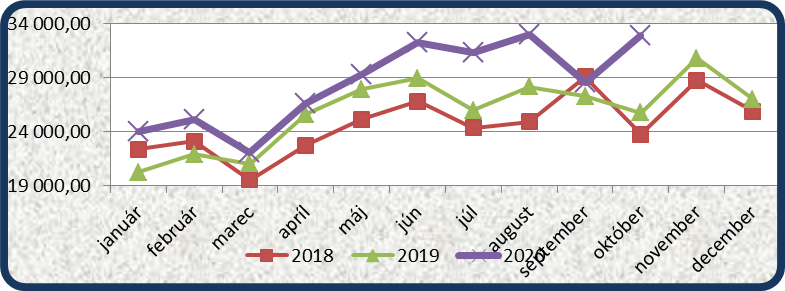 34 000,00
29 000,00
24 000,00
19 000,00
január
február
marec
apríl
máj
jún
júl
august
september
október
november
december
2018
2019
2020